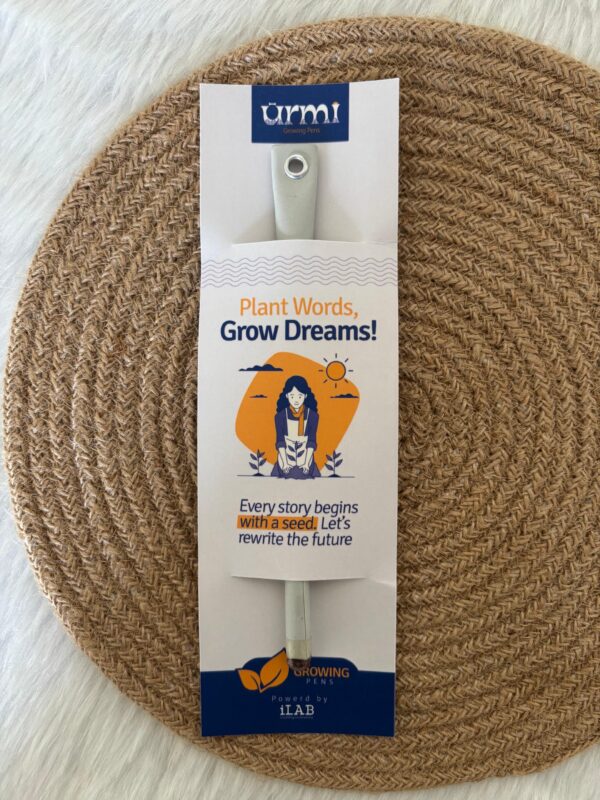 ürmi
Growing Pens
Plant Words,
Grow Dreams!
Every story begins
with a seed. Let's
rewrite the future
GROWING
PENS
Powerd by
iLAB